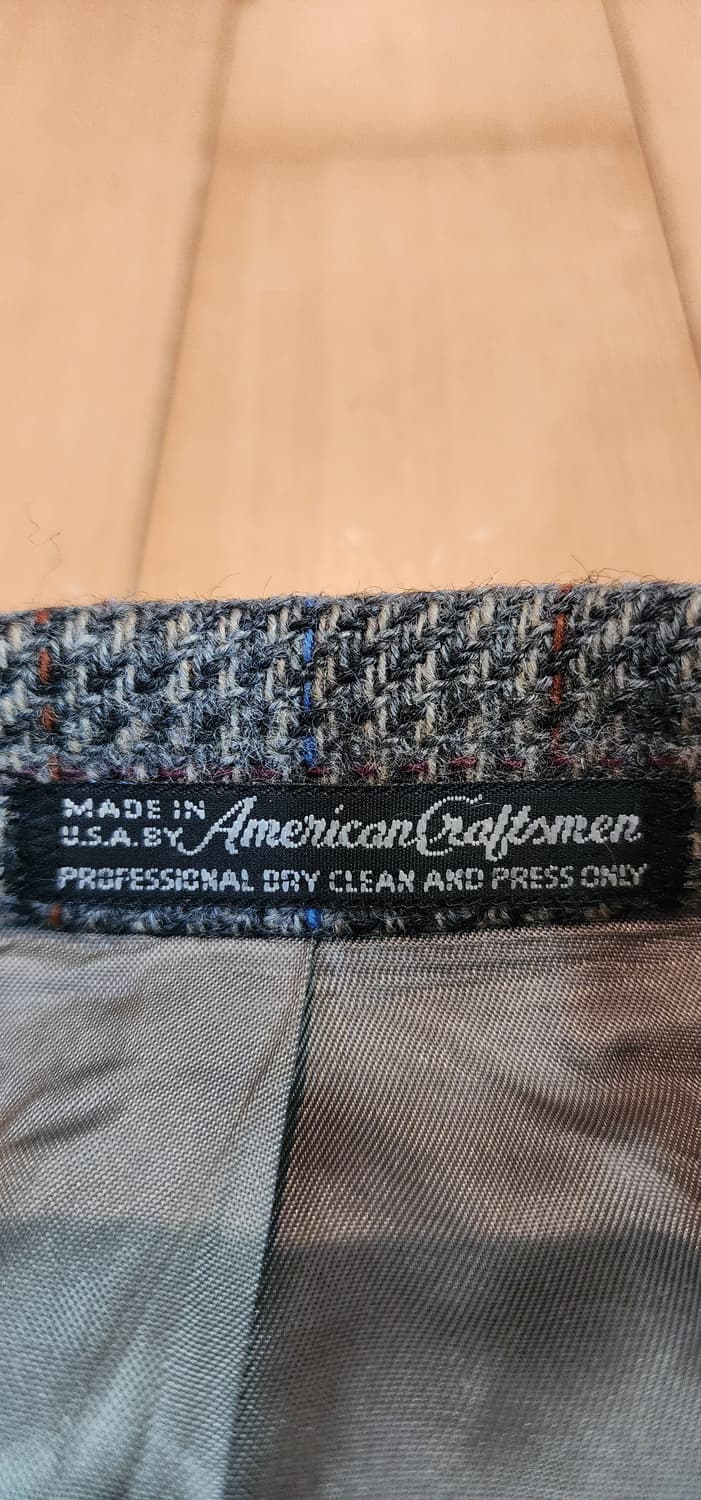 MADE IN
U.S.A. BY American Craftsmen
PROFESSIONAL DRY CLEAN AND PRESS ONLY